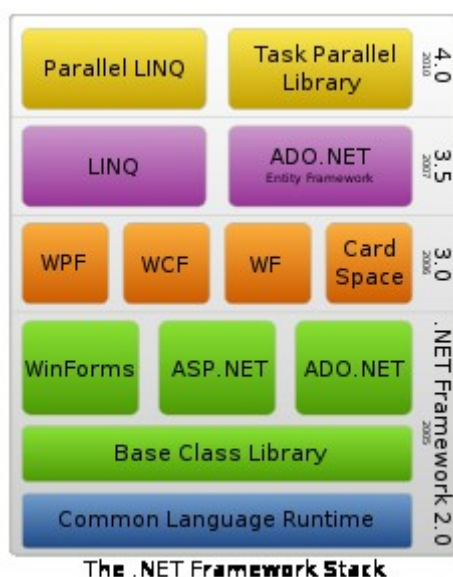 Parallel LINQ
Task Parallel
Library
4.0
2010
LINQ
ADO.NET
Entity Framework
3.5
2007
WPF
WCF
WF
Card
Space
3.0
2006
WinForms
ASP.NET
ADO.NET
Base Class Library
Common Language Runtime
.NET Framework 2.0
2005
The .NET Framework Stack